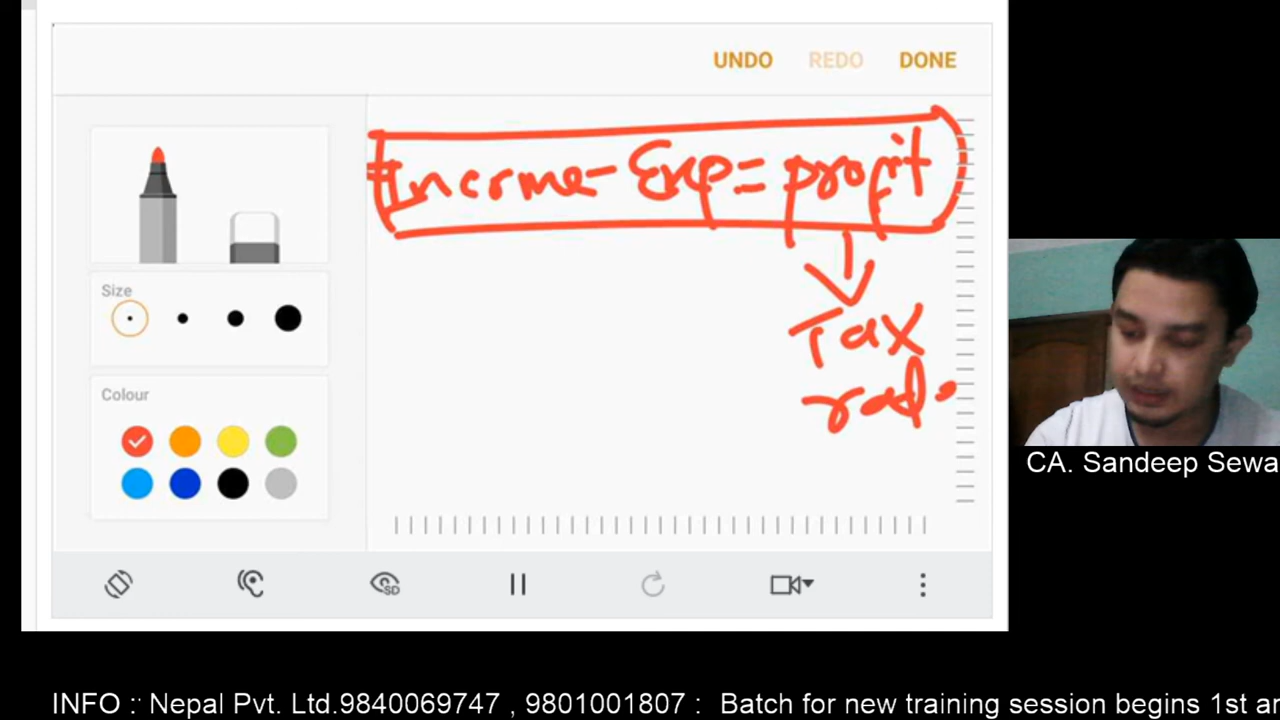 UNDO REDO DONE
Income - Exp = profit
Tax
Size
Colour
SD
CA. Sandeep Sewa
INFO :: Nepal Pvt. Ltd.9840069747 , 9801001807 : Batch for new training session begins 1st